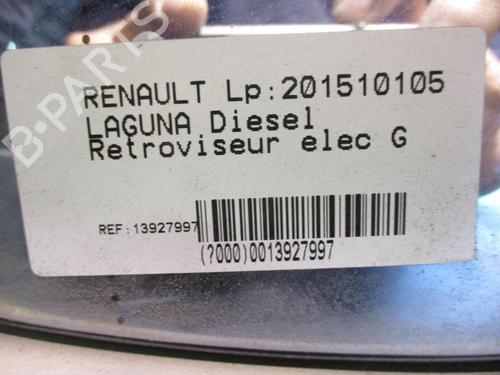 B-PARTS
RENAULT Lp:201510105
LAGUNA Diesel
Retroviseur elec G
REF:13927997
(?000)0013927997